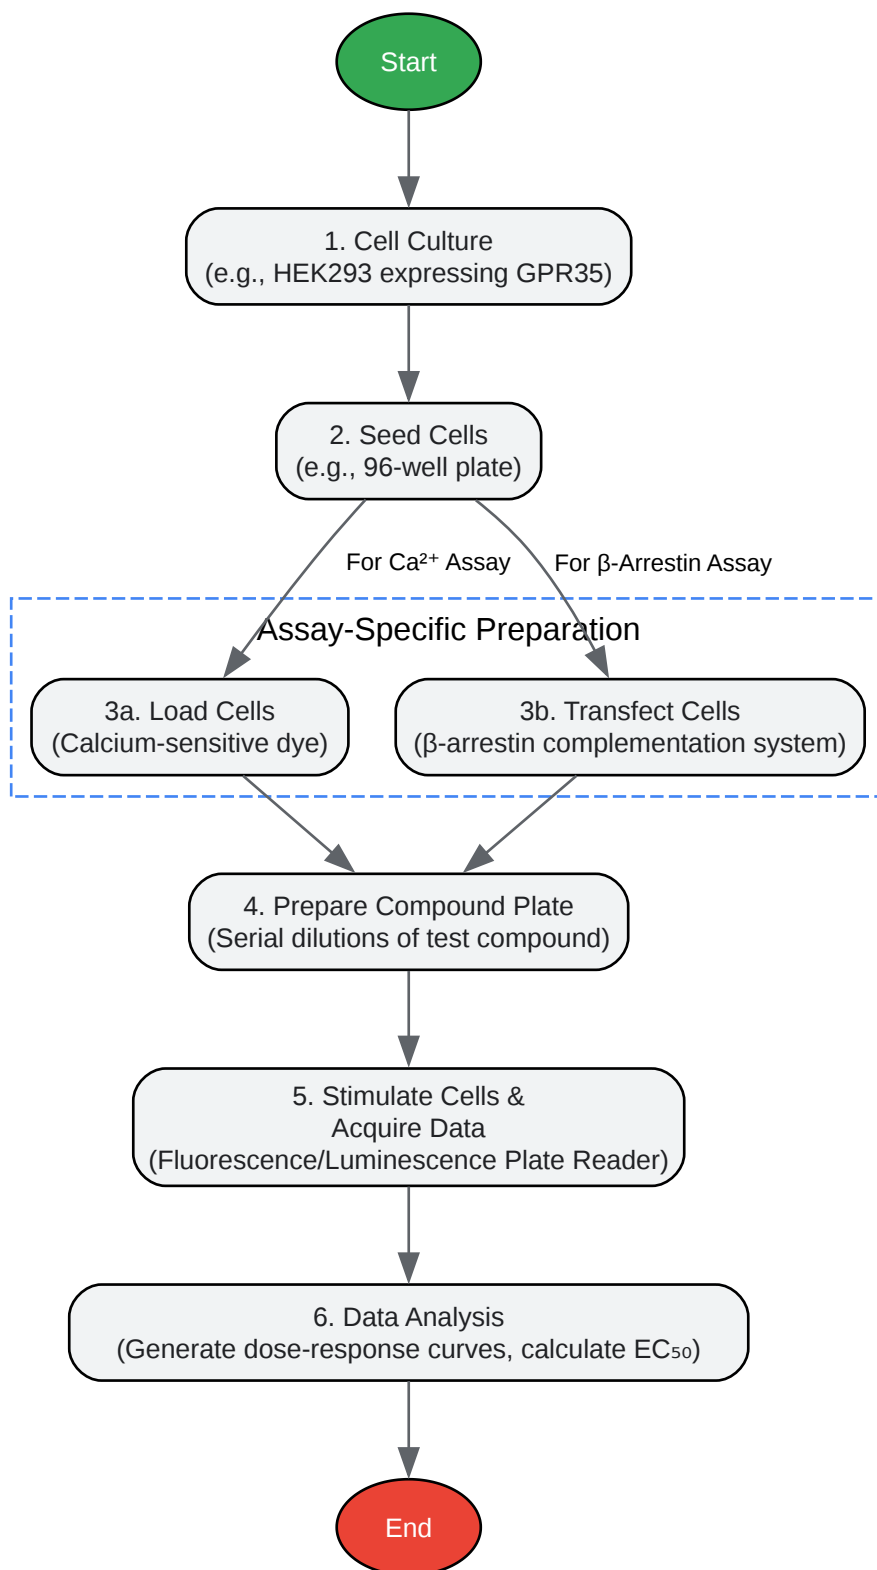 Start
1. Cell Culture
(e.g., HEK293 expressing GPR35)
2. Seed Cells
(e.g., 96-well plate)
For Ca²⁺ Assay
For β-Arrestin Assay
Assay-Specific Preparation
3a. Load Cells
(Calcium-sensitive dye)
3b. Transfect Cells
(β-arrestin complementation system)
4. Prepare Compound Plate
(Serial dilutions of test compound)
5. Stimulate Cells &
Acquire Data
(Fluorescence/Luminescence Plate Reader)
6. Data Analysis
(Generate dose-response curves, calculate EC₅₀)
End